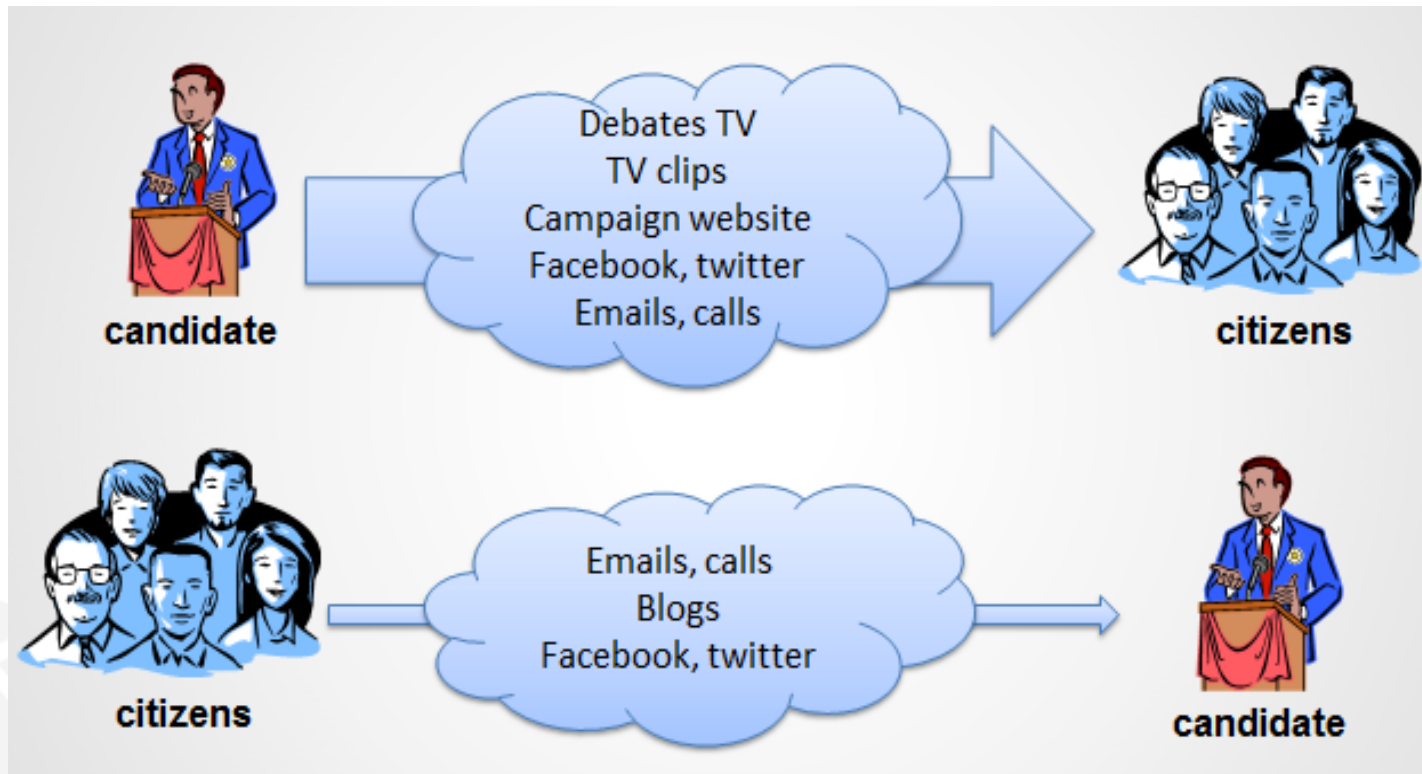 Debates TV
TV clips
Campaign website
Facebook, twitter
Emails, calls
candidate
citizens
Emails, calls
Blogs
Facebook, twitter
citizens
candidate